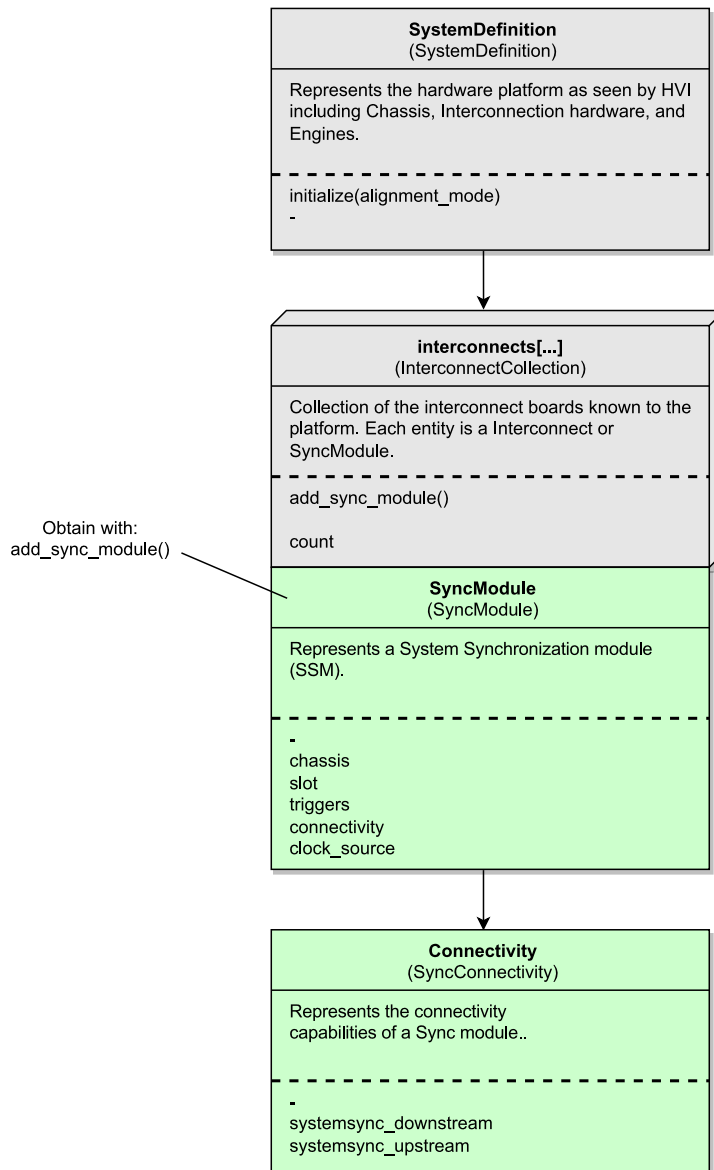 SystemDefinition
(SystemDefinition)
Represents the hardware platform as seen by HVI
including Chassis, Interconnection hardware, and
Engines.
initialize(alignment_mode)
-
interconnects[...]
(InterconnectCollection)
Collection of the interconnect boards known to the
platform. Each entity is a Interconnect or
SyncModule.
add_sync_module()
count
Obtain with:
add_sync_module()
SyncModule
(SyncModule)
Represents a System Synchronization module
(SSM).
-
chassis
slot
triggers
connectivity
clock_source
Connectivity
(SyncConnectivity)
Represents the connectivity
capabilities of a Sync module..
-
systemsync_downstream
systemsync_upstream